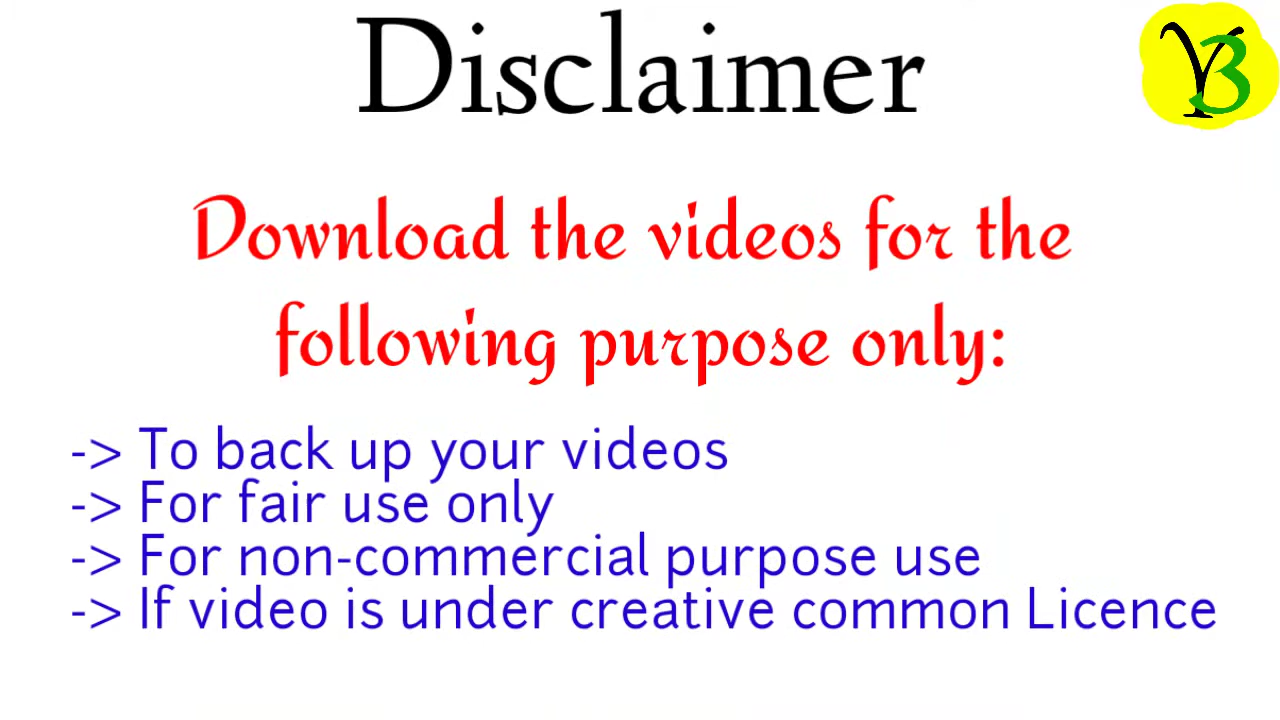 Disclaimer
YB
Download the videos for the
following purpose only:
-> To back up your videos
-> For fair use only
-> For non-commercial purpose use
-> If video is under creative common Licence